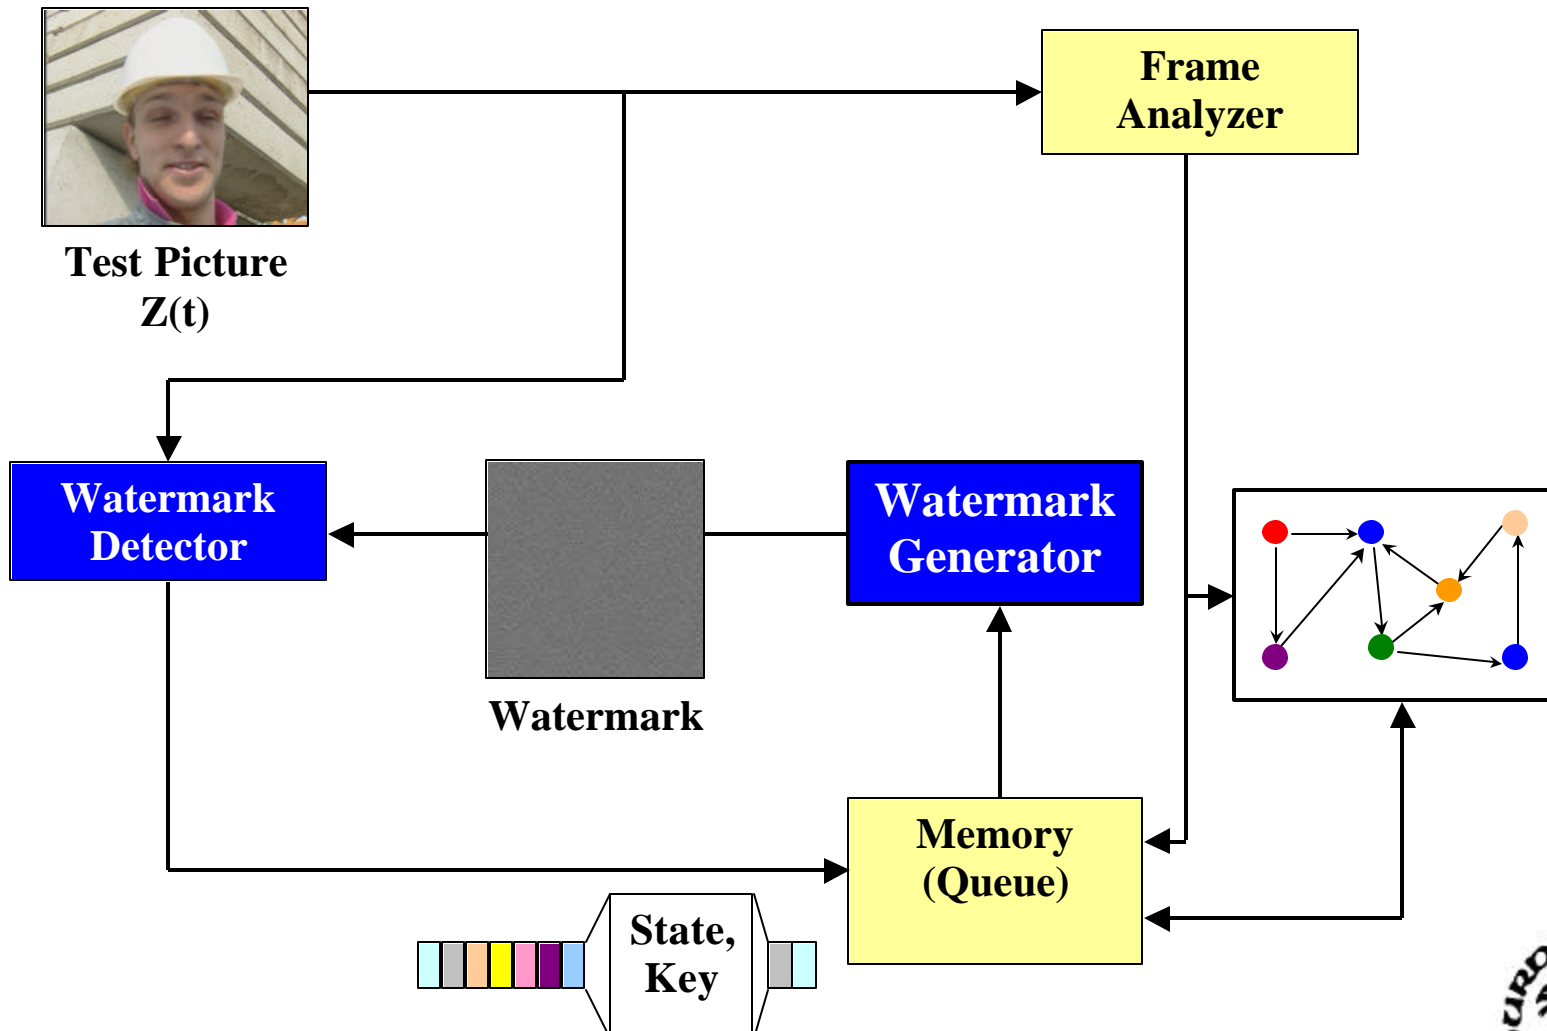 Frame
Analyzer
Test Picture
Z(t)
Watermark
Detector
Watermark
Generator
Watermark
Memory
(Queue)
State,
Key